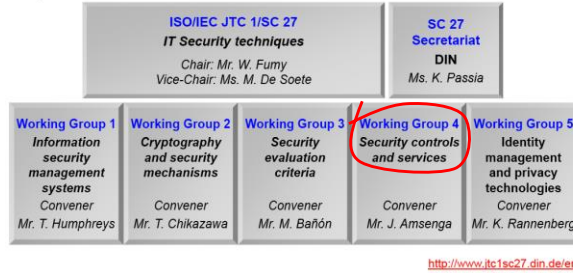 ISO/IEC JTC 1/SC 27
IT Security techniques
Chair: Mr. W. Fumy
Vice-Chair: Ms. M. De Soete
SC 27
Secretariat
DIN
Ms. K. Passia
Working Group 1
Information
security
management
systems
Convener
Mr. T. Humphreys
Working Group 2
Cryptography
and security
mechanisms
Convener
Mr. T. Chikazawa
Working Group 3
Security
evaluation
criteria
Convener
Mr. M. Bañón
Working Group 4
Security controls
and services
Convener
Mr. J. Amsenga
Working Group 5
Identity
management
and privacy
technologies
Convener
Mr. K. Rannenberg
http://www.jtc1sc27.din.de/en